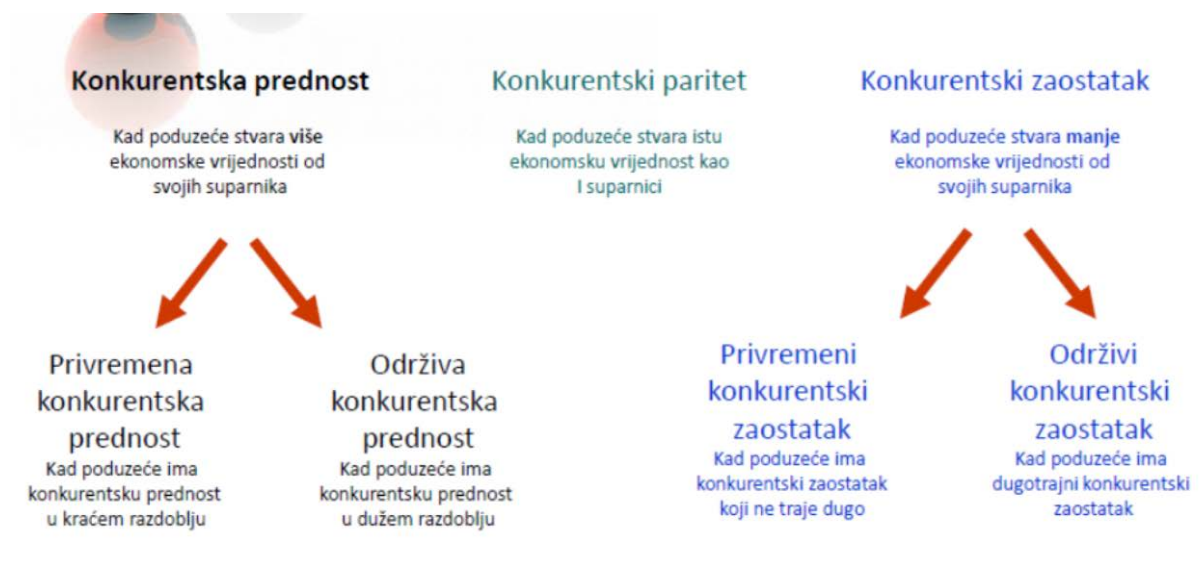 Konkurentska prednost
Kad poduzeće stvara više
ekonomske vrijednosti od
svojih suparnika
Konkurentski paritet
Kad poduzeće stvara istu
ekonomsku vrijednost kao
I suparnici
Konkurentski zaostatak
Kad poduzeće stvara manje
ekonomske vrijednosti od
svojih suparnika
Privremena
konkurentska
prednost
Kad poduzeće ima
konkurentsku prednost
u kraćem razdoblju
Održiva
konkurentska
prednost
Kad poduzeće ima
konkurentsku prednost
u dužem razdoblju
Privremeni
konkurentski
zaostatak
Kad poduzeće ima
konkurentski zaostatak
koji ne traje dugo
Održivi
konkurentski
zaostatak
Kad poduzeće ima
dugotrajni konkurentski
zaostatak